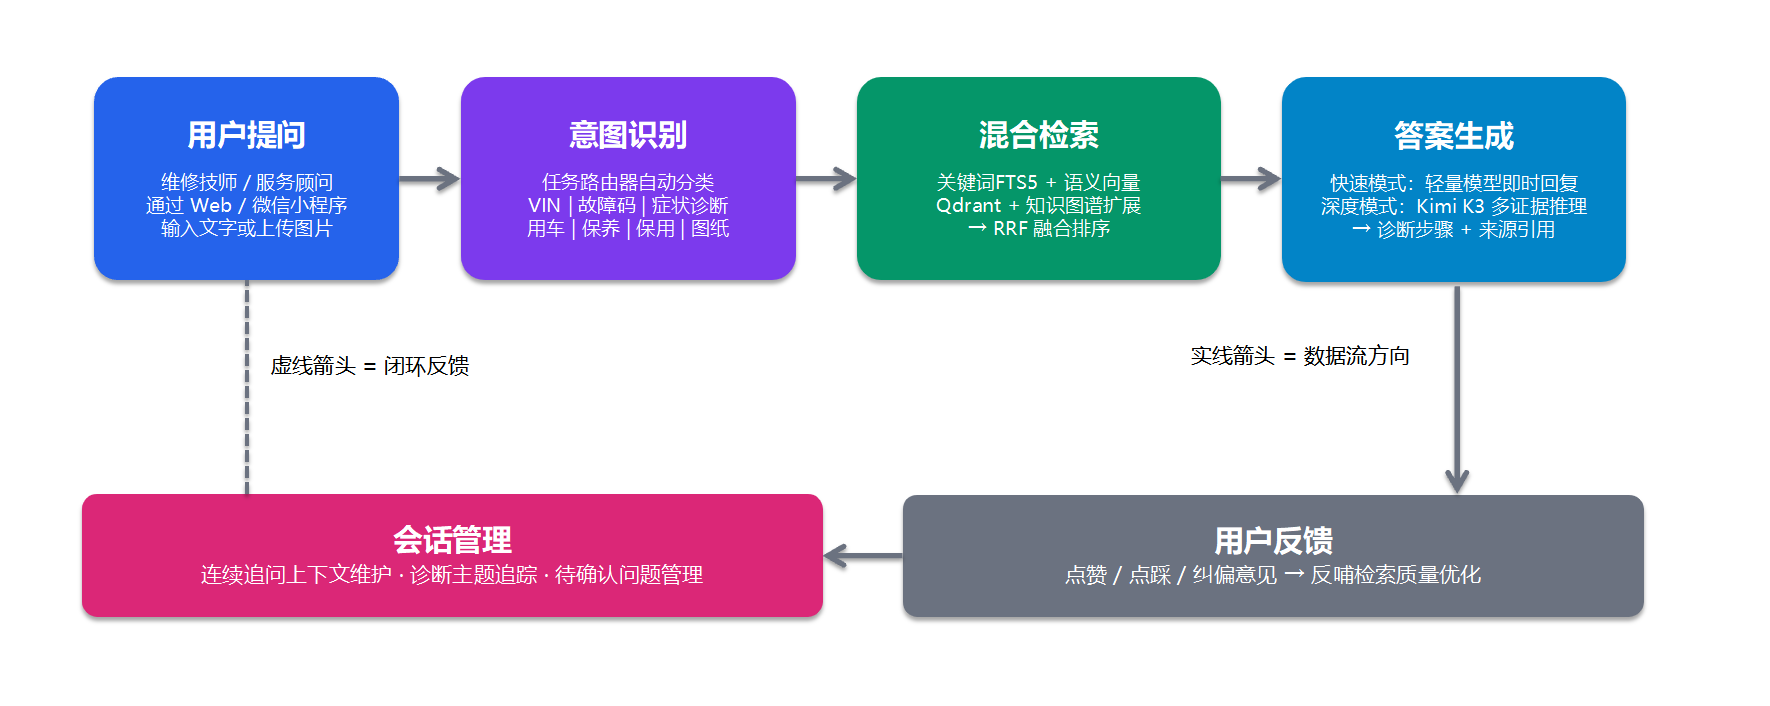 用户提问
维修技师 / 服务顾问
通过 Web / 微信小程序
输入文字或上传图片
意图识别
任务路由器自动分类
VIN | 故障码 | 症状诊断
用车 | 保养 | 保用 | 图纸
混合检索
关键词FTS5 + 语义向量
Qdrant + 知识图谱扩展
→ RRF 融合排序
答案生成
快速模式：轻量模型即时回复
深度模式：Kimi K3 多证据推理
→ 诊断步骤 + 来源引用
虚线箭头 = 闭环反馈
实线箭头 = 数据流方向
会话管理
连续追问上下文维护 · 诊断主题追踪 · 待确认问题管理
用户反馈
点赞 / 点踩 / 纠偏意见 → 反哺检索质量优化